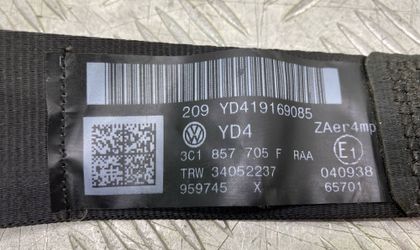 209 YD419169085
YD4 ZAer4mp
3C1 857 705 F RAA E1
TRW 34052237 040938
959745 X 65701